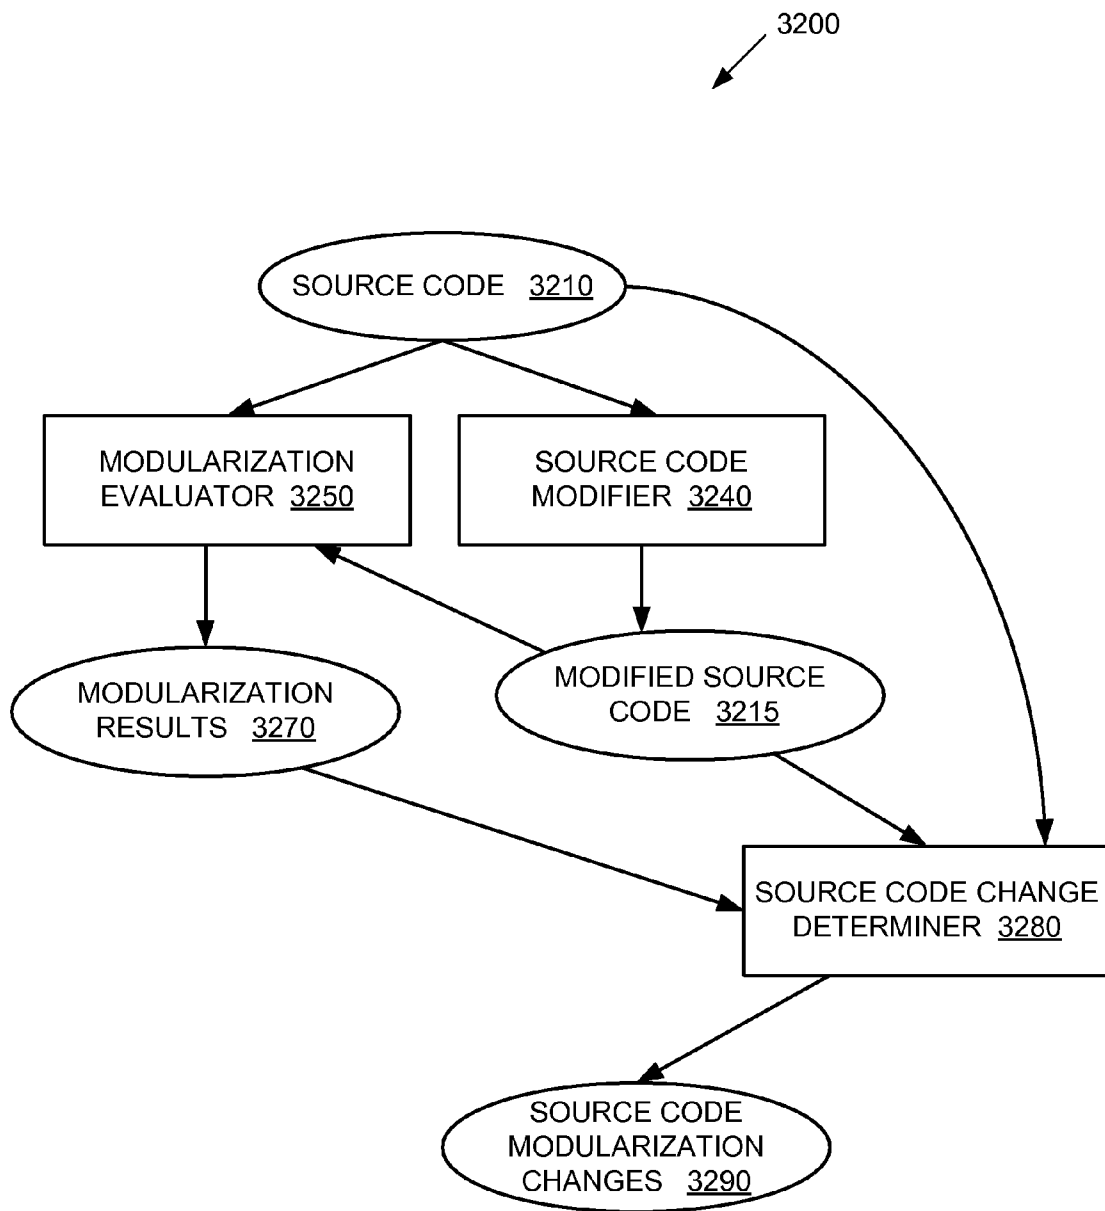 3200
SOURCE CODE 3210
MODULARIZATION
EVALUATOR 3250
SOURCE CODE
MODIFIER 3240
MODULARIZATION
RESULTS 3270
MODIFIED SOURCE
CODE 3215
SOURCE CODE CHANGE
DETERMINER 3280
SOURCE CODE
MODULARIZATION
CHANGES 3290